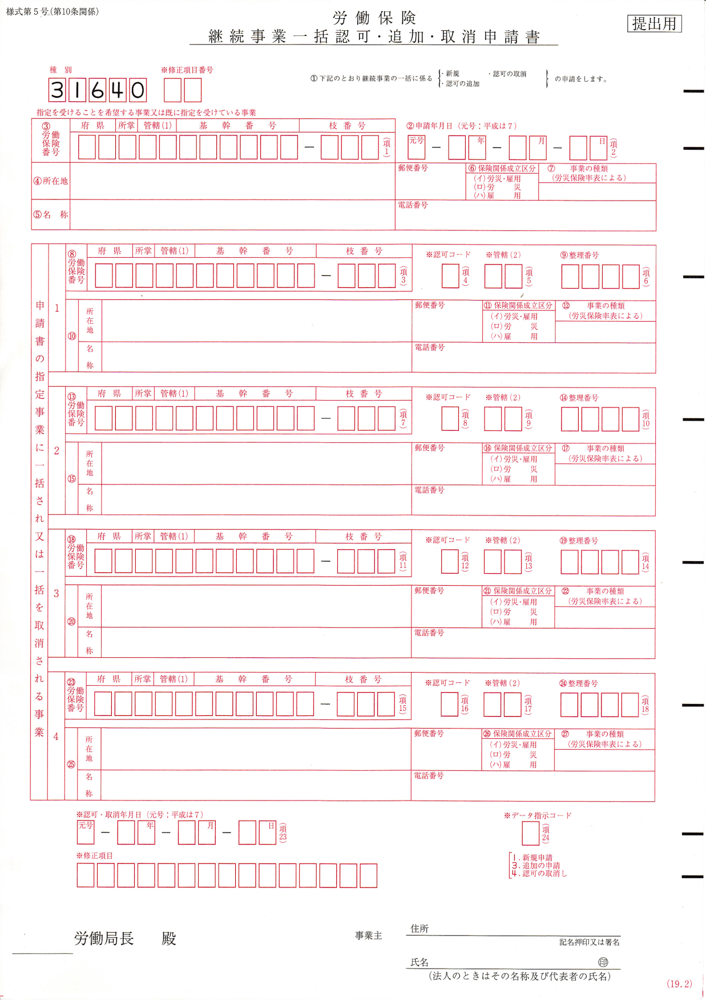 様式第5号(第10条関係)
労働保険
継続事業一括認可・追加・取消申請書
提出用
種別
※修正項目番号
31640
①下記のとおり継続事業の一括に係る
・新規
・認可の取消
・認可の追加
の申請をします。
指定を受けることを希望する事業又は既に指定を受けている事業
③労働保険番号
府県 所掌 管轄(1) 基幹番号 枝番号
(項1)
②申請年月日(元号:平成は7)
元号 － 年 － 月 － 日 (項2)
④所在地
郵便番号
⑥保険関係成立区分
(イ)労災・雇用
(ロ)労災
(ハ)雇用
⑦事業の種類
(労災保険率表による)
⑤名称
電話番号
申請書の指定事業に一括され又は一括を取消される事業
1
⑧労働保険番号
府県 所掌 管轄(1) 基幹番号 枝番号
(項3)
※認可コード
(項4)
※管轄(2)
(項5)
⑨整理番号
(項6)
⑩
所在地
郵便番号
⑪保険関係成立区分
(イ)労災・雇用
(ロ)労災
(ハ)雇用
⑫事業の種類
(労災保険率表による)
名称
電話番号
2
⑬労働保険番号
府県 所掌 管轄(1) 基幹番号 枝番号
(項7)
※認可コード
(項8)
※管轄(2)
(項9)
⑭整理番号
(項10)
⑮
所在地
郵便番号
⑯保険関係成立区分
(イ)労災・雇用
(ロ)労災
(ハ)雇用
⑰事業の種類
(労災保険率表による)
名称
電話番号
3
⑱労働保険番号
府県 所掌 管轄(1) 基幹番号 枝番号
(項11)
※認可コード
(項12)
※管轄(2)
(項13)
⑲整理番号
(項14)
⑳
所在地
郵便番号
㉑保険関係成立区分
(イ)労災・雇用
(ロ)労災
(ハ)雇用
㉒事業の種類
(労災保険率表による)
名称
電話番号
4
㉓労働保険番号
府県 所掌 管轄(1) 基幹番号 枝番号
(項15)
※認可コード
(項16)
※管轄(2)
(項17)
㉔整理番号
(項18)
㉕
所在地
郵便番号
㉖保険関係成立区分
(イ)労災・雇用
(ロ)労災
(ハ)雇用
㉗事業の種類
(労災保険率表による)
名称
電話番号
※認可・取消年月日(元号:平成は7)
元号 － 年 － 月 － 日 (項23)
※データ指示コード
(項24)
※修正項目
1.新規申請
3.追加の申請
4.認可の取消し
労働局長 殿
事業主
住所
記名押印又は署名
氏名 ㊞
(法人のときはその名称及び代表者の氏名)
(19.2)